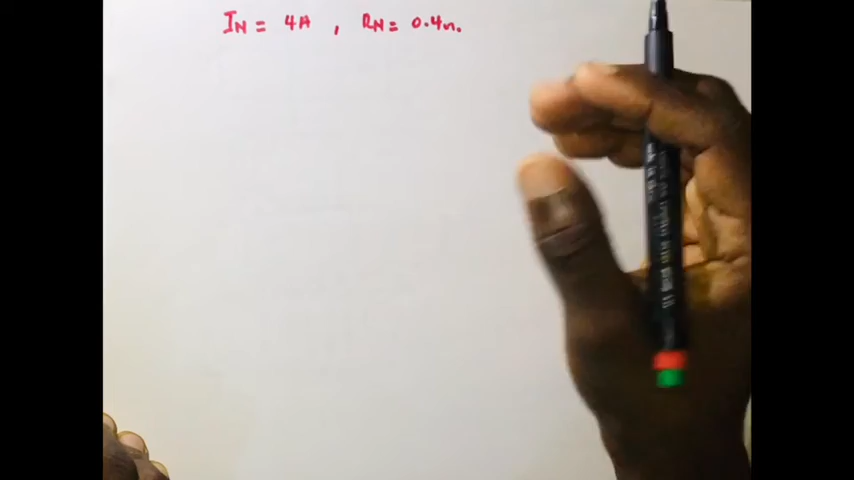 IN = 4A , RN = 0.4Ω.